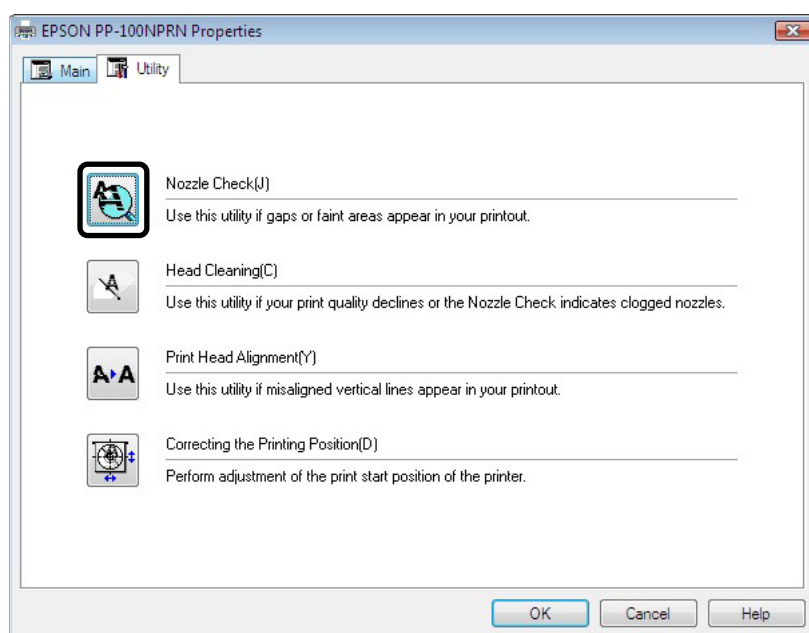 EPSON PP-100NPRN Properties
Main
Utility
Nozzle Check(J)
Use this utility if gaps or faint areas appear in your printout.
Head Cleaning(C)
Use this utility if your print quality declines or the Nozzle Check indicates clogged nozzles.
Print Head Alignment(Y)
Use this utility if misaligned vertical lines appear in your printout.
Correcting the Printing Position(D)
Perform adjustment of the print start position of the printer.
OK
Cancel
Help